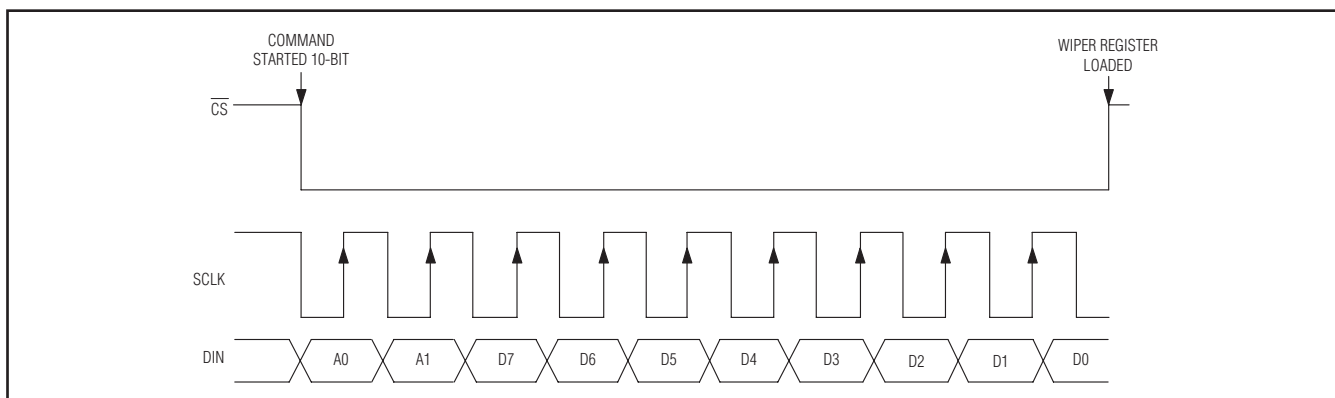 COMMAND
STARTED 10-BIT
WIPER REGISTER
LOADED
CS
SCLK
DIN
A0 A1 D7 D6 D5 D4 D3 D2 D1 D0